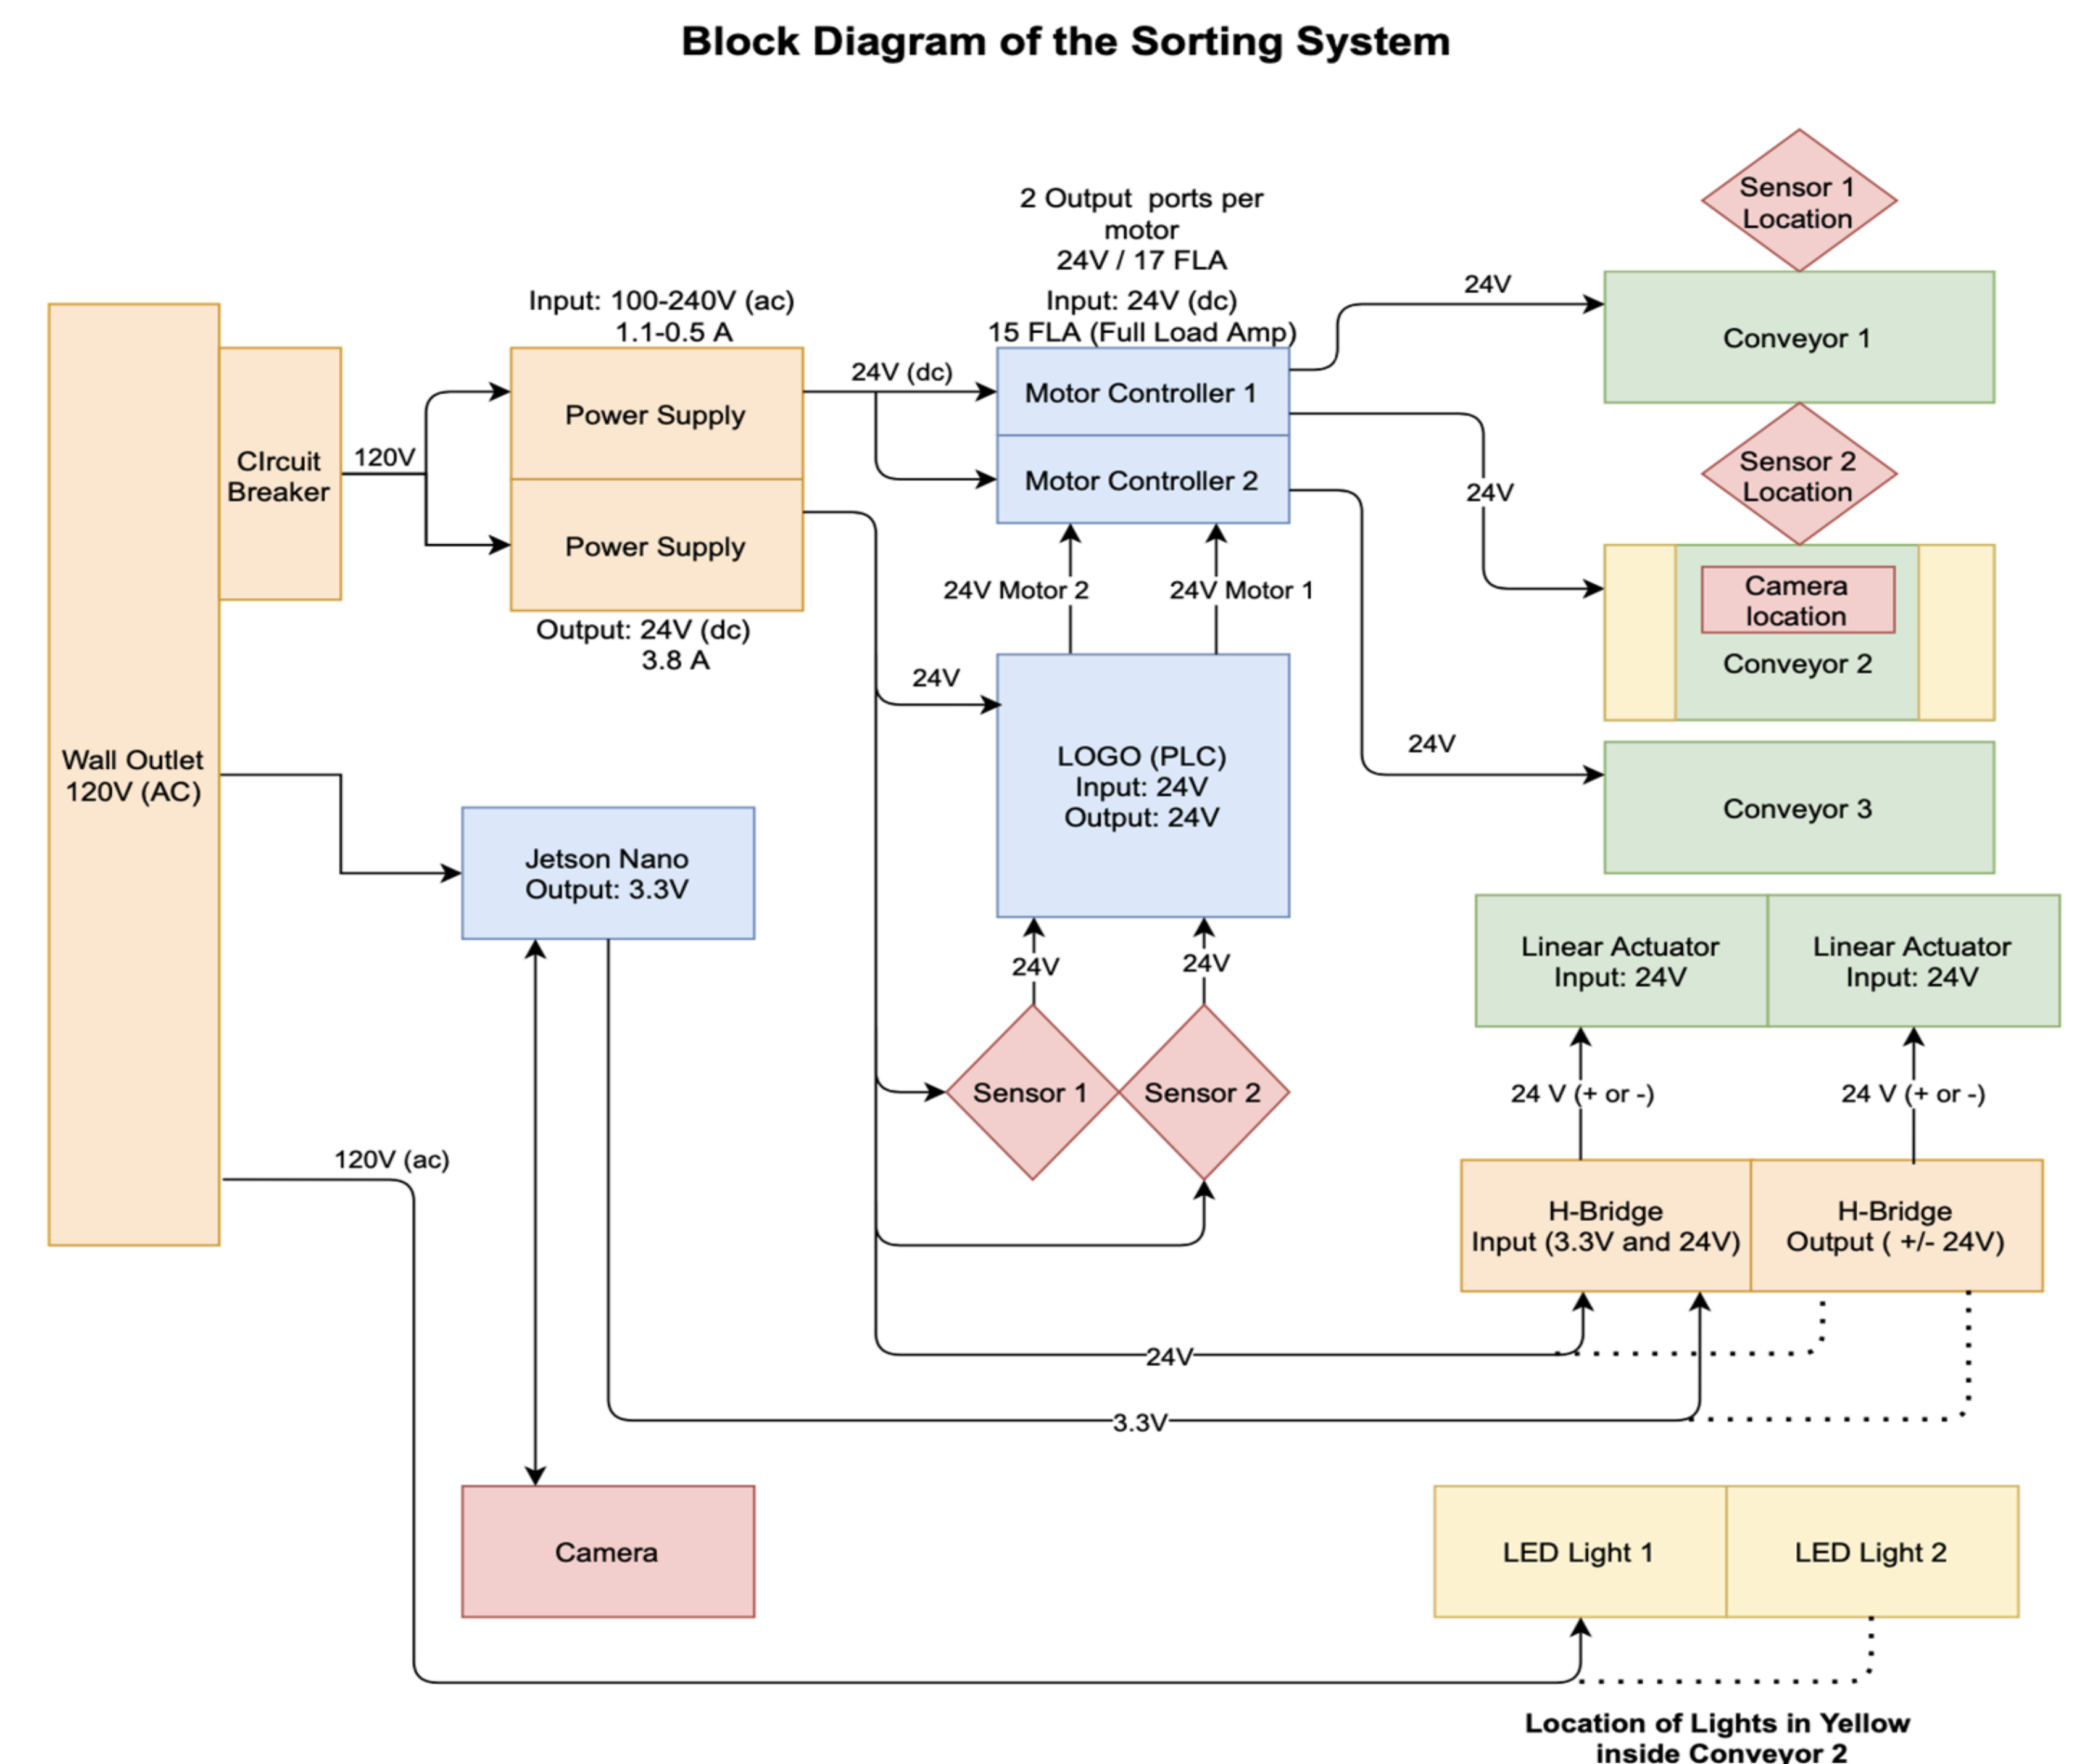 Block Diagram of the Sorting System
Sensor 1
Location
2 Output ports per
motor
24V / 17 FLA
Input: 100-240V (ac)
1.1-0.5 A
Input: 24V (dc)
15 FLA (Full Load Amp)
24V
Conveyor 1
24V (dc)
Motor Controller 1
Power Supply
CIrcuit
Breaker
120V
Motor Controller 2
Sensor 2
Location
24V
Power Supply
24V Motor 2
24V Motor 1
Camera
location
Conveyor 2
Output: 24V (dc)
3.8 A
24V
24V
Wall Outlet
120V (AC)
LOGO (PLC)
Input: 24V
Output: 24V
Conveyor 3
Jetson Nano
Output: 3.3V
Linear Actuator
Input: 24V
Linear Actuator
Input: 24V
24V
24V
Sensor 1
Sensor 2
24 V (+ or -)
24 V (+ or -)
120V (ac)
H-Bridge
Input (3.3V and 24V)
H-Bridge
Output ( +/- 24V)
24V
3.3V
Camera
LED Light 1
LED Light 2
Location of Lights in Yellow
inside Conveyor 2